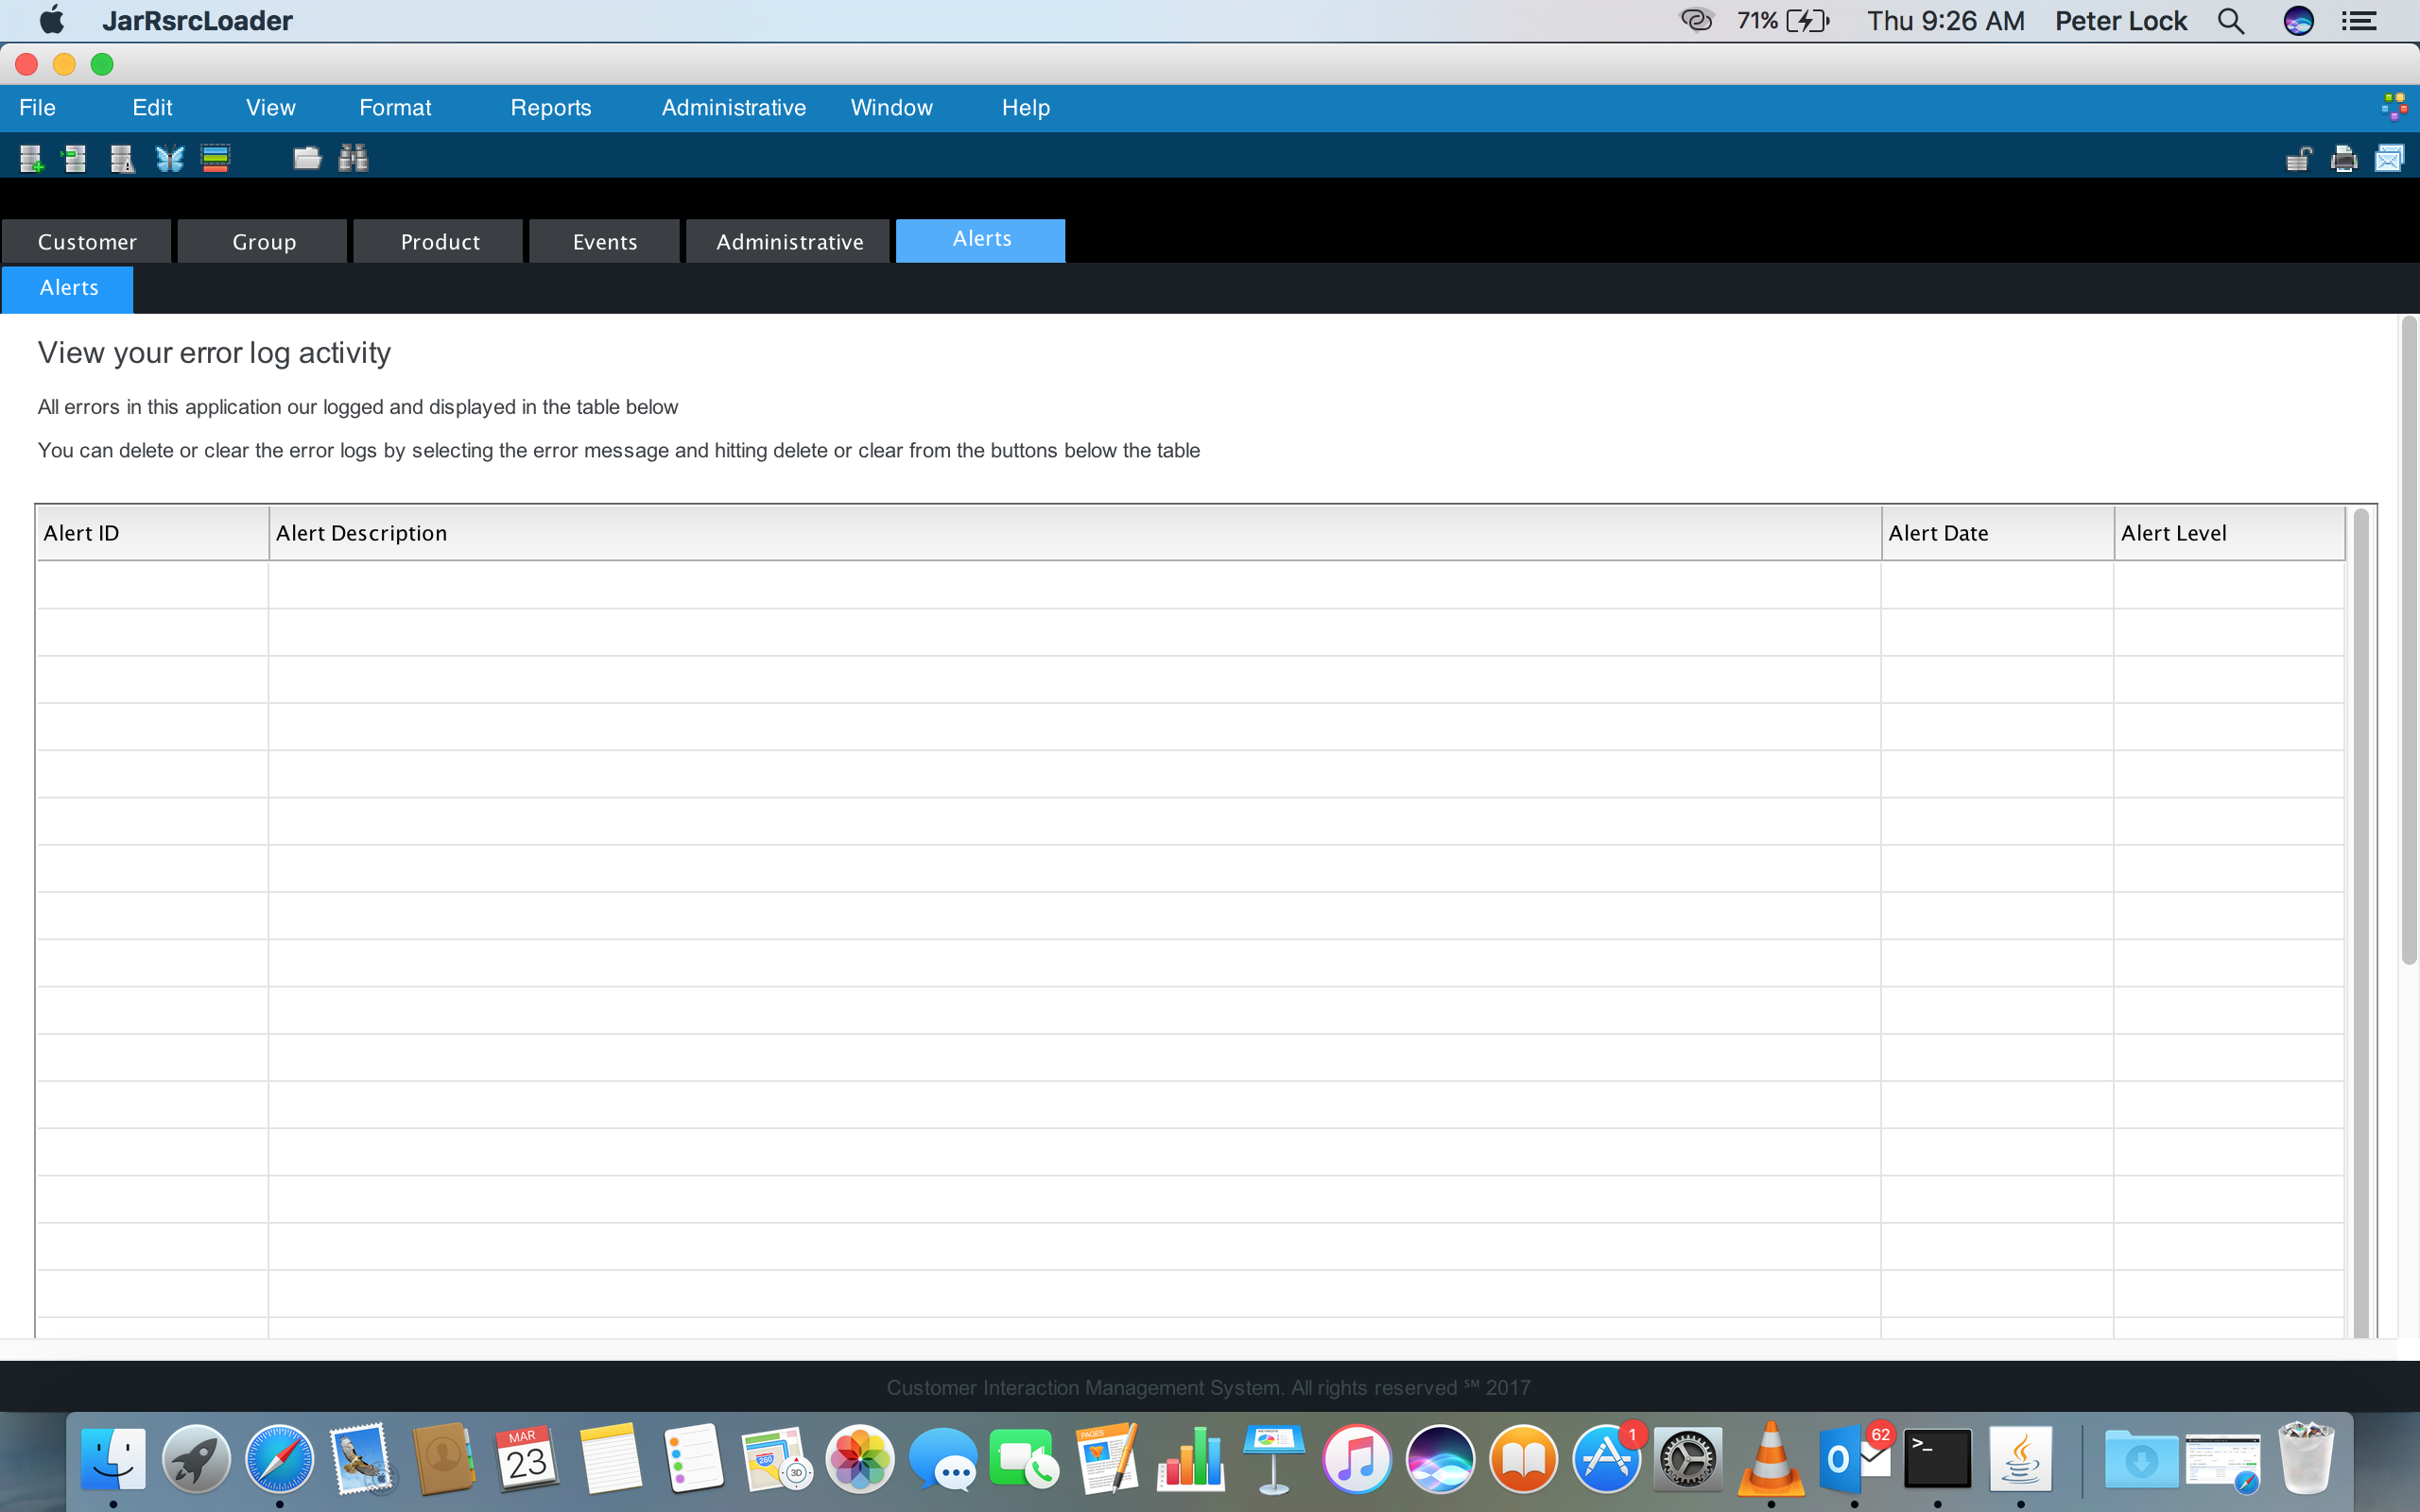 JarRsrcLoader 71% Thu 9:26 AM Peter Lock
File Edit View Format Reports Administrative Window Help
Customer Group Product Events Administrative Alerts
Alerts
View your error log activity
All errors in this application our logged and displayed in the table below
You can delete or clear the error logs by selecting the error message and hitting delete or clear from the buttons below the table
Alert ID Alert Description Alert Date Alert Level
Customer Interaction Management System. All rights reserved ℠ 2017
MAR
23
280
3D
PAGES
KEYNOTE
1
O
62
>_